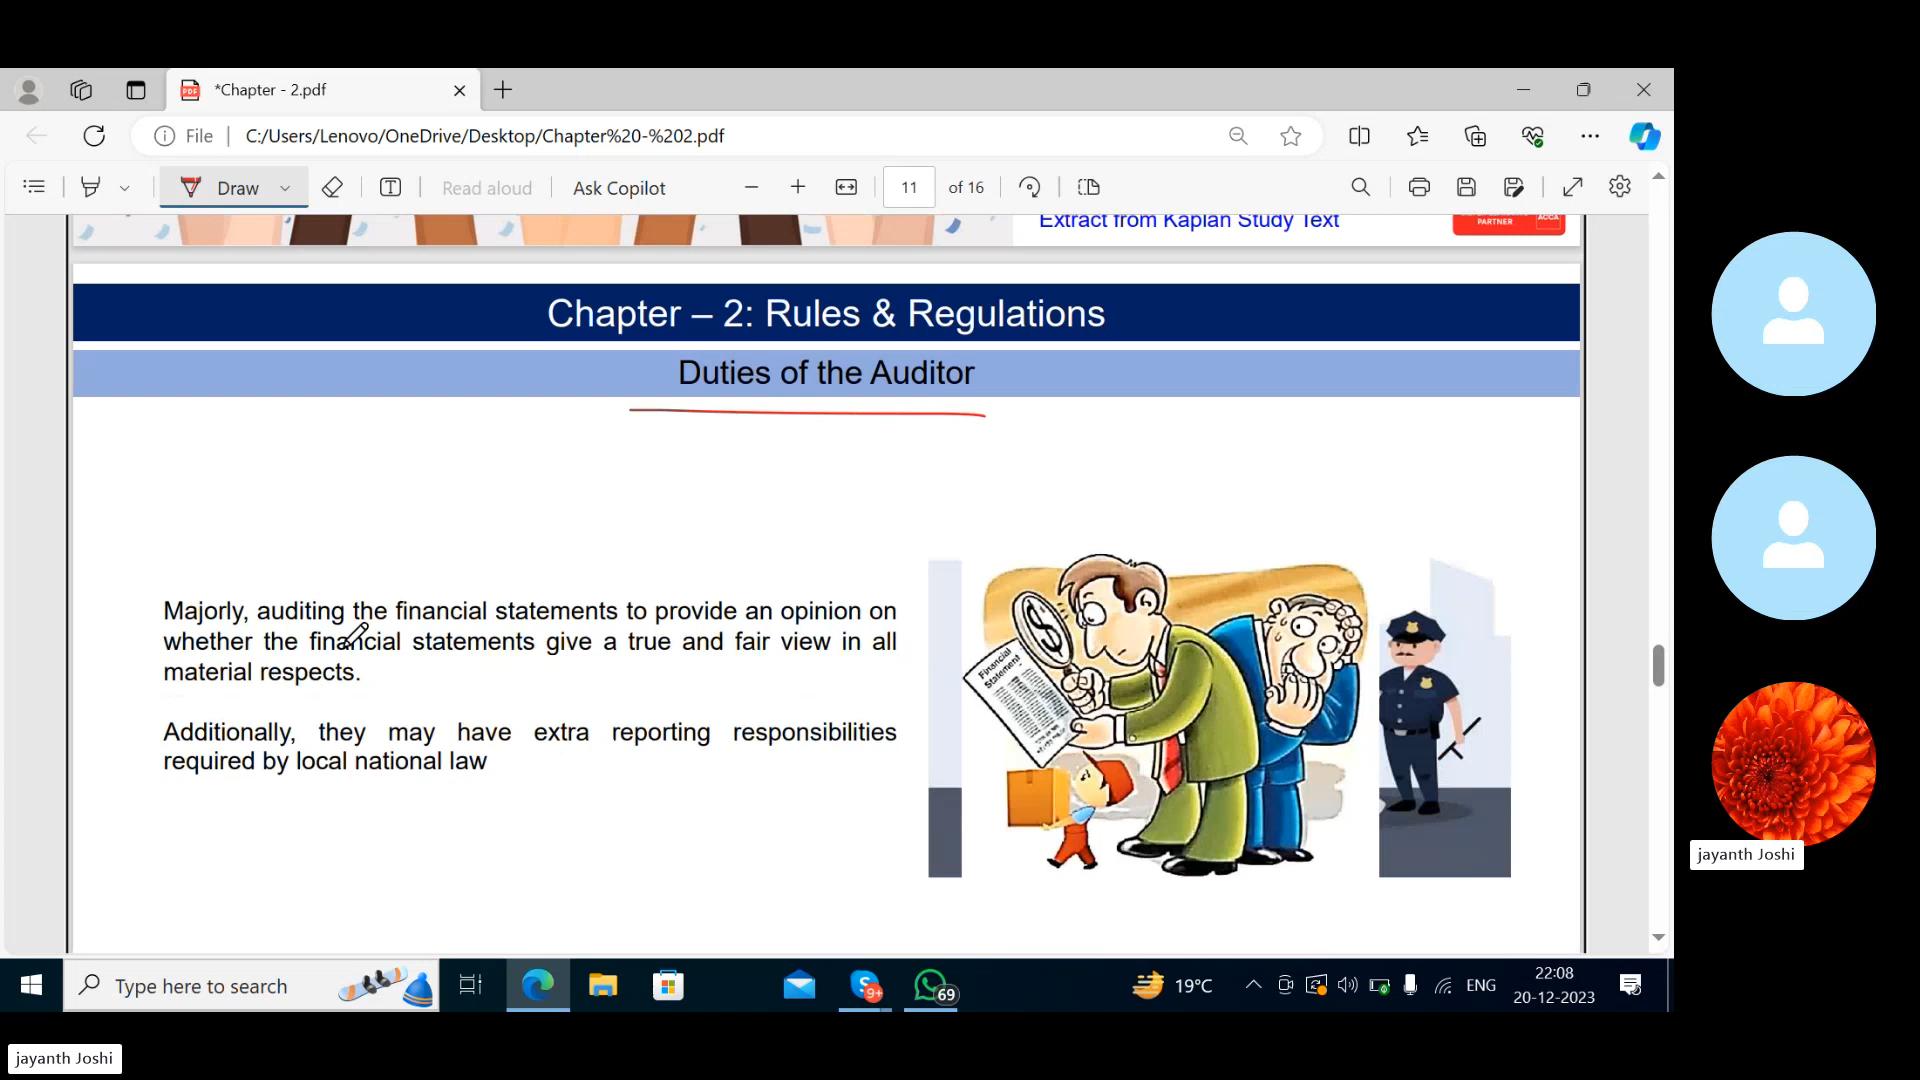 *Chapter - 2.pdf
File
C:/Users/Lenovo/OneDrive/Desktop/Chapter%20-%202.pdf
Draw
Read aloud
Ask Copilot
11
of 16
Extract from Kaplan Study Text
PARTNER
ACCA
Chapter – 2: Rules & Regulations
Duties of the Auditor
Majorly, auditing the financial statements to provide an opinion on
whether the financial statements give a true and fair view in all
material respects.
Additionally, they may have extra reporting responsibilities
required by local national law
Financial
Statement
jayanth Joshi
Type here to search
9+
69
19°C
ENG
22:08
20-12-2023
jayanth Joshi